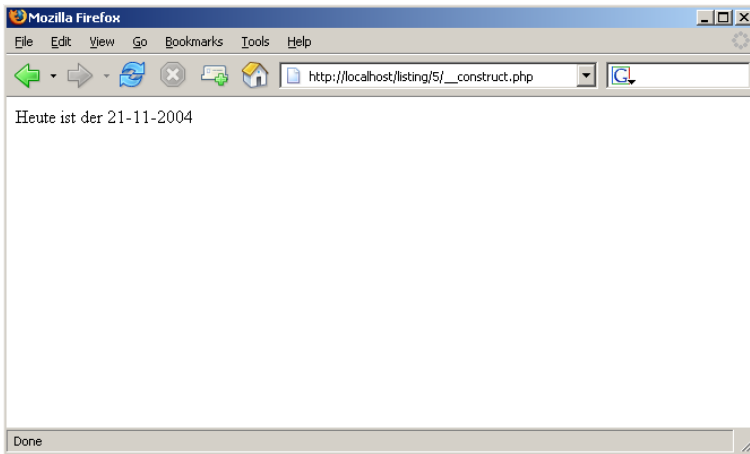 Mozilla Firefox
File Edit View Go Bookmarks Tools Help
http://localhost/listing/5/__construct.php G
Heute ist der 21-11-2004
Done